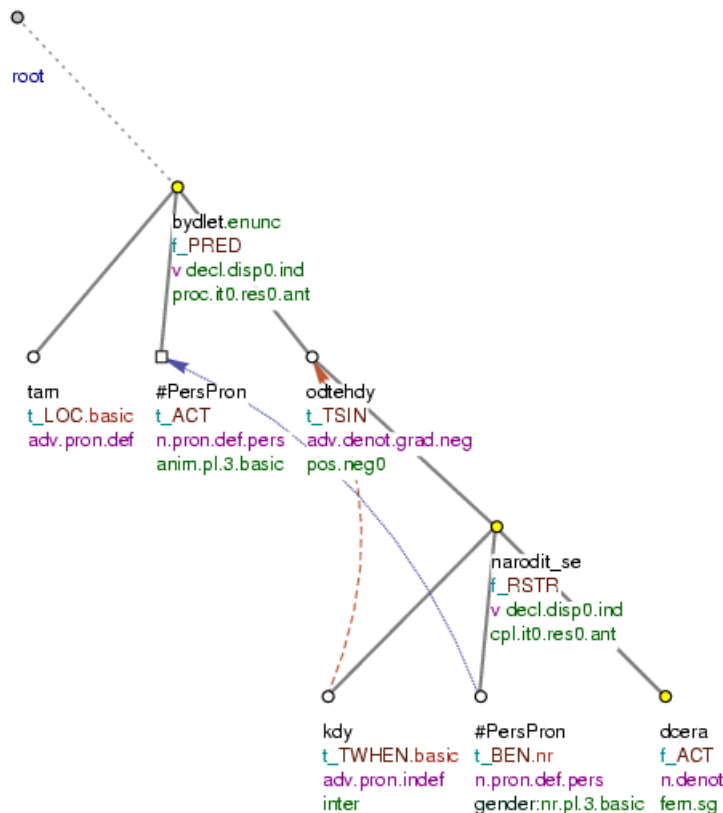 root
bydlet.enunc
f_PRED
v decl.disp0.ind
proc.it0.res0.ant
tam
t_LOC.basic
adv.pron.def
#PersPron
t_ACT
n.pron.def.pers
anim.pl.3.basic
odtehdy
t_TSIN
adv.denot.grad.neg
pos.neg0
narodit_se
f_RSTR
v decl.disp0.ind
cpl.it0.res0.ant
kdy
t_TWHEN.basic
adv.pron.indef
inter
#PersPron
t_BEN.nr
n.pron.def.pers
gender:nr.pl.3.basic
dcera
f_ACT
n.denot
fem.sg